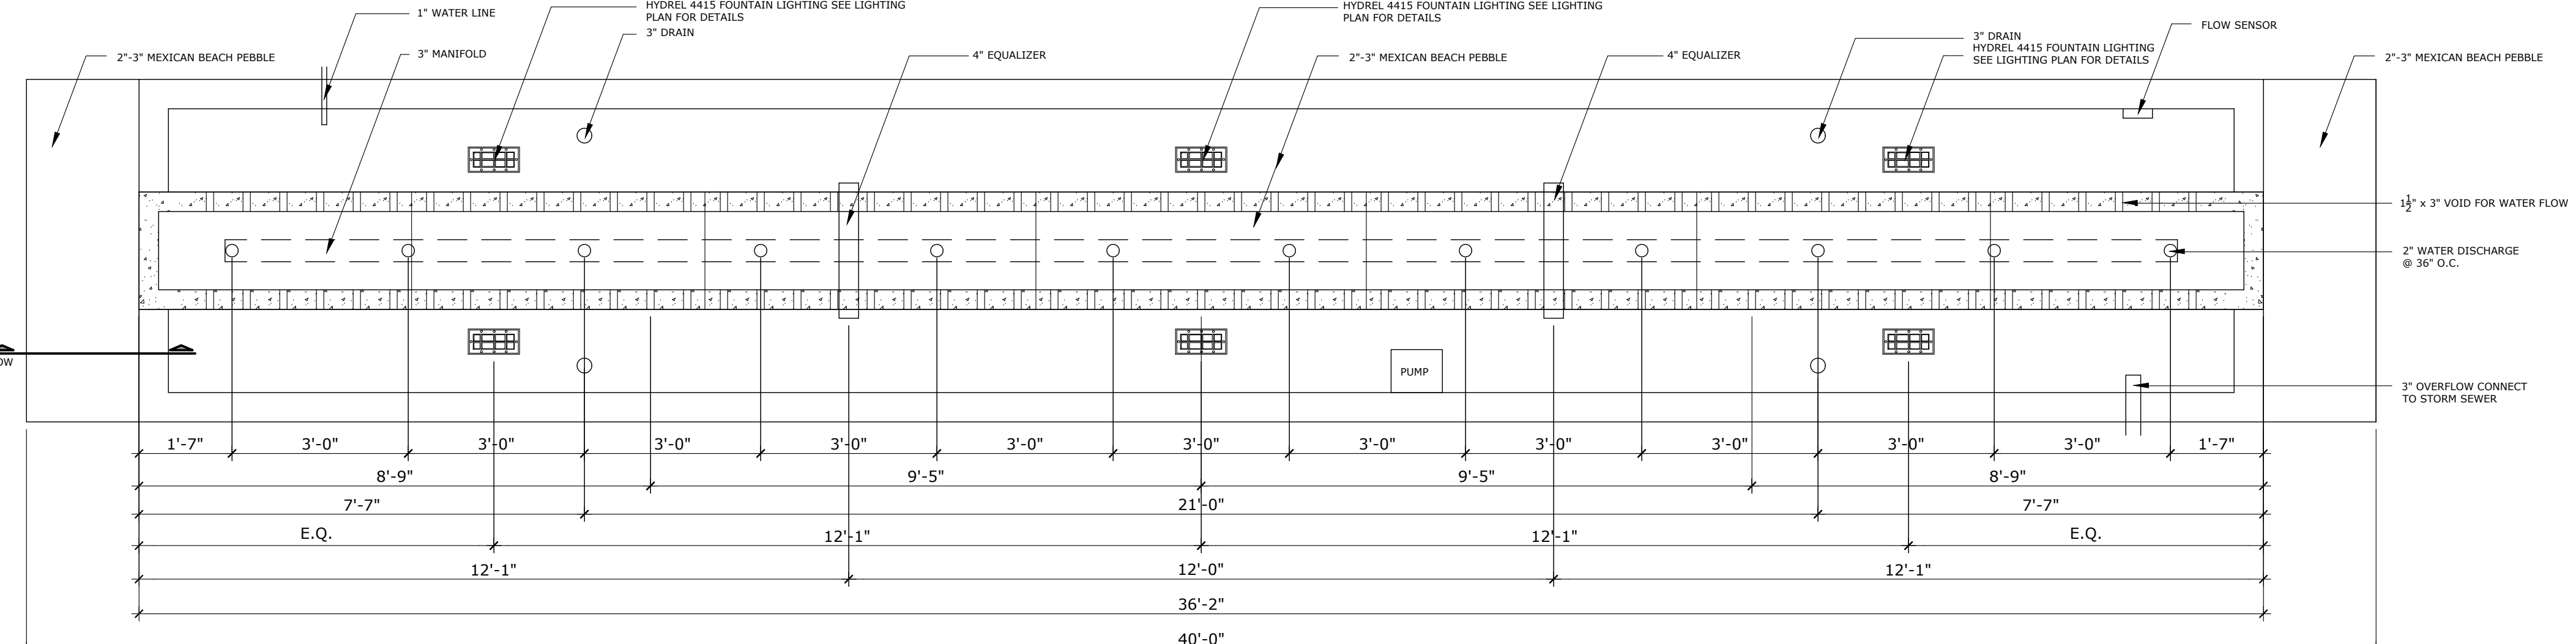 HYDREL 4415 FOUNTAIN LIGHTING SEE LIGHTING
PLAN FOR DETAILS
HYDREL 4415 FOUNTAIN LIGHTING SEE LIGHTING
PLAN FOR DETAILS
1" WATER LINE
FLOW SENSOR
3" DRAIN
3" DRAIN
HYDREL 4415 FOUNTAIN LIGHTING
SEE LIGHTING PLAN FOR DETAILS
2"-3" MEXICAN BEACH PEBBLE
3" MANIFOLD
4" EQUALIZER
2"-3" MEXICAN BEACH PEBBLE
4" EQUALIZER
2"-3" MEXICAN BEACH PEBBLE
1 1/2" x 3" VOID FOR WATER FLOW
2" WATER DISCHARGE
@ 36" O.C.
PUMP
3" OVERFLOW CONNECT
TO STORM SEWER
1'-7" 3'-0" 3'-0" 3'-0" 3'-0" 3'-0" 3'-0" 3'-0" 3'-0" 3'-0" 3'-0" 3'-0" 1'-7"
8'-9" 9'-5" 9'-5" 8'-9"
7'-7" 21'-0" 7'-7"
E.Q. 12'-1" 12'-1" E.Q.
12'-1" 12'-0" 12'-1"
36'-2"
40'-0"